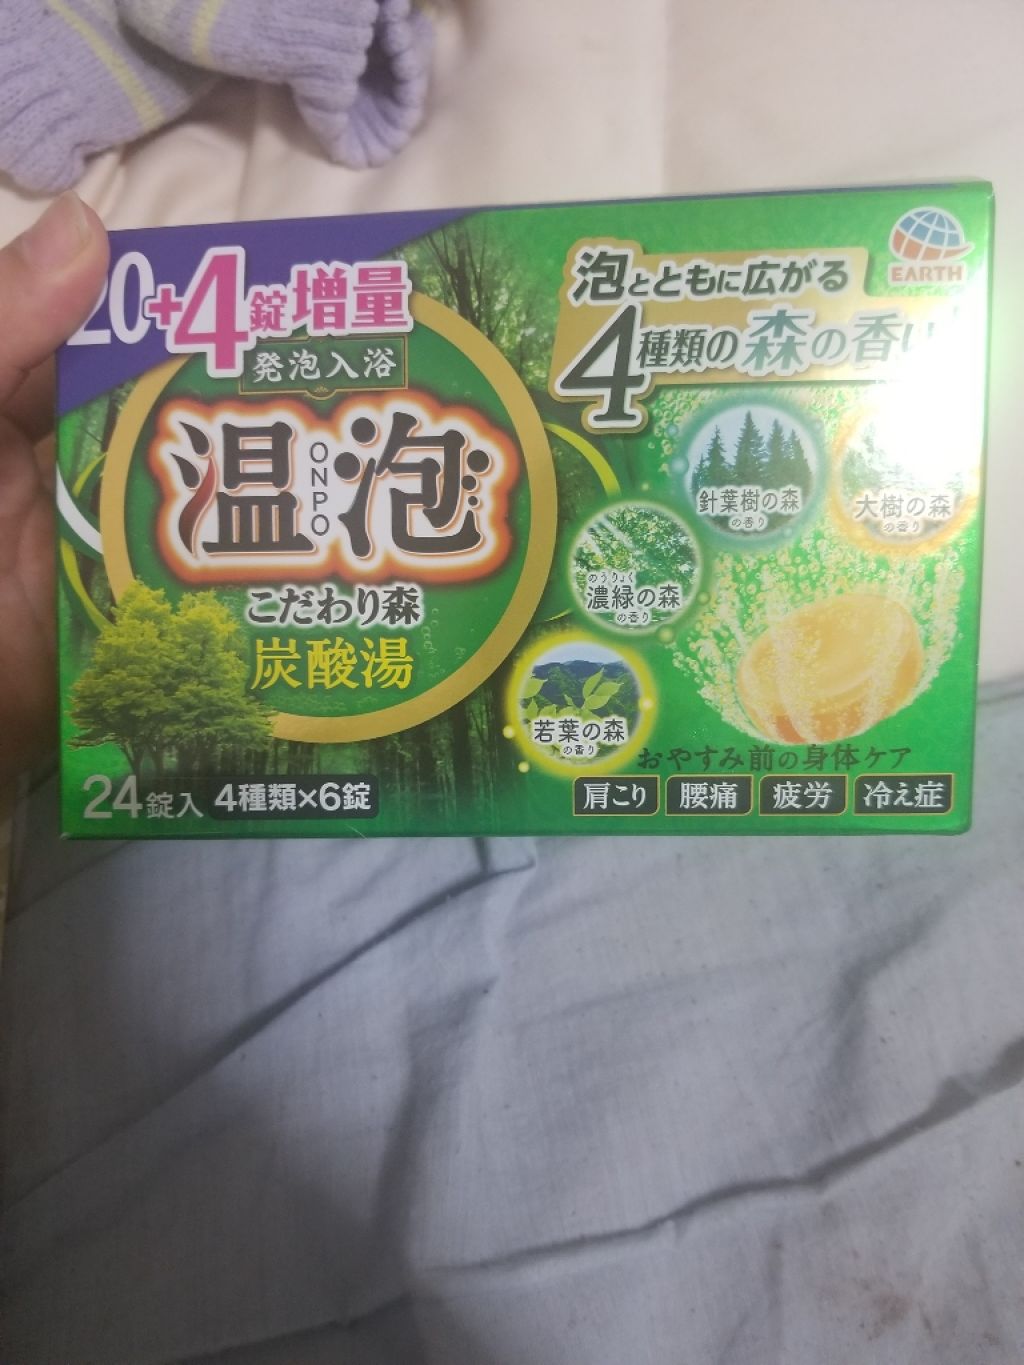 20+4錠増量
発泡入浴
温泡
ONPO
こだわり森
炭酸湯
24錠入 4種類×6錠
EARTH
泡とともに広がる
4種類の森の香い
針葉樹の森
の香り
大樹の森
の香り
のうりょく
濃緑の森
の香り
若葉の森
の香り
おやすみ前の身体ケア
肩こり 腰痛 疲労 冷え症